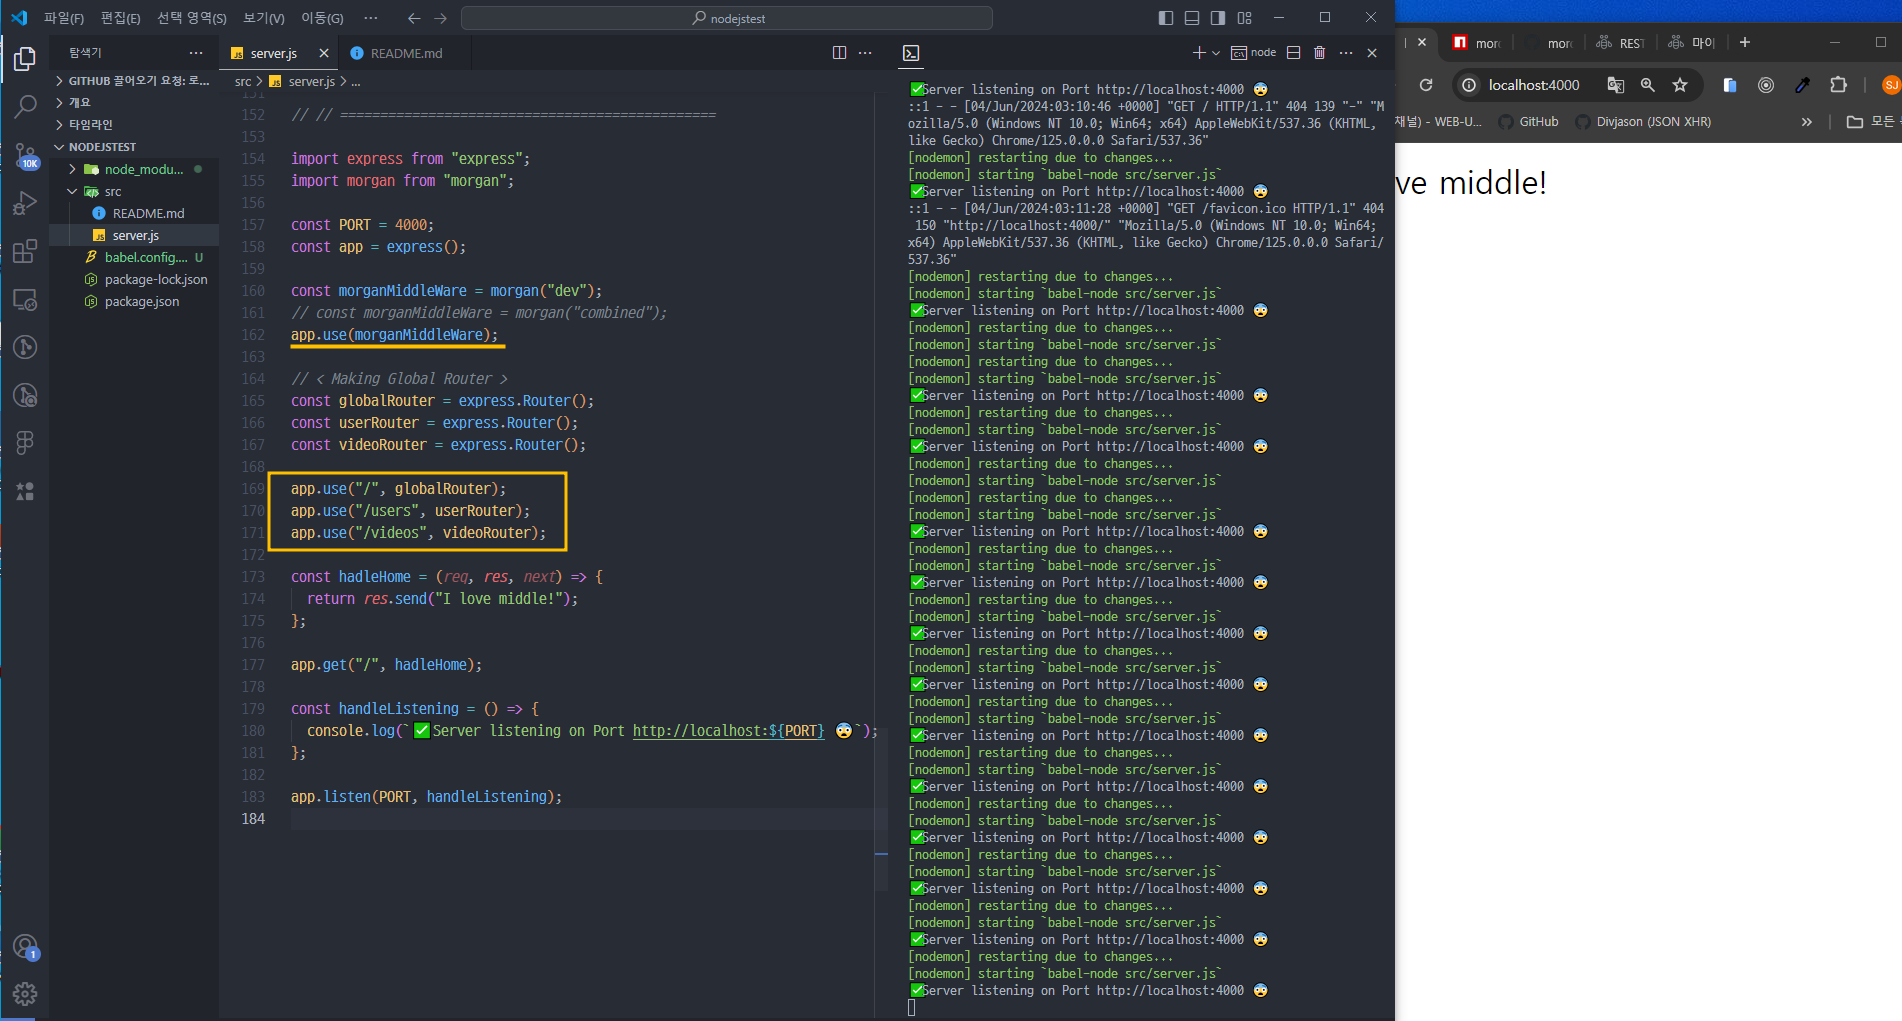 파일(F) 편집(E) 선택 영역(S) 보기(V) 이동(G) ··· nodejstest
탐색기 ···
GITHUB 끌어오기 요청: 로...
개요
타임라인
NODEJSTEST
node_modu...
src
README.md
server.js
babel.config.... U
package-lock.json
package.json
10K
1
server.js README.md
src > server.js > ...
151
152 // // ===============================================
153
154 import express from "express";
155 import morgan from "morgan";
156
157 const PORT = 4000;
158 const app = express();
159
160 const morganMiddleWare = morgan("dev");
161 // const morganMiddleWare = morgan("combined");
162 app.use(morganMiddleWare);
163
164 // < Making Global Router >
165 const globalRouter = express.Router();
166 const userRouter = express.Router();
167 const videoRouter = express.Router();
168
169 app.use("/", globalRouter);
170 app.use("/users", userRouter);
171 app.use("/videos", videoRouter);
172
173 const hadleHome = (req, res, next) => {
174 return res.send("I love middle!");
175 };
176
177 app.get("/", hadleHome);
178
179 const handleListening = () => {
180 console.log(`✅Server listening on Port http://localhost:${PORT} 😨`);
181 };
182
183 app.listen(PORT, handleListening);
184
node
✅Server listening on Port http://localhost:4000 😨
::1 - - [04/Jun/2024:03:10:46 +0000] "GET / HTTP/1.1" 404 139 "-" "M
ozilla/5.0 (Windows NT 10.0; Win64; x64) AppleWebKit/537.36 (KHTML,
like Gecko) Chrome/125.0.0.0 Safari/537.36"
[nodemon] restarting due to changes...
[nodemon] starting `babel-node src/server.js`
✅Server listening on Port http://localhost:4000 😨
::1 - - [04/Jun/2024:03:11:28 +0000] "GET /favicon.ico HTTP/1.1" 404
150 "http://localhost:4000/" "Mozilla/5.0 (Windows NT 10.0; Win64;
x64) AppleWebKit/537.36 (KHTML, like Gecko) Chrome/125.0.0.0 Safari/
537.36"
[nodemon] restarting due to changes...
[nodemon] starting `babel-node src/server.js`
✅Server listening on Port http://localhost:4000 😨
[nodemon] restarting due to changes...
[nodemon] starting `babel-node src/server.js`
[nodemon] restarting due to changes...
[nodemon] starting `babel-node src/server.js`
✅Server listening on Port http://localhost:4000 😨
[nodemon] restarting due to changes...
[nodemon] starting `babel-node src/server.js`
✅Server listening on Port http://localhost:4000 😨
[nodemon] restarting due to changes...
[nodemon] starting `babel-node src/server.js`
[nodemon] restarting due to changes...
[nodemon] starting `babel-node src/server.js`
✅Server listening on Port http://localhost:4000 😨
[nodemon] restarting due to changes...
[nodemon] starting `babel-node src/server.js`
✅Server listening on Port http://localhost:4000 😨
[nodemon] restarting due to changes...
[nodemon] starting `babel-node src/server.js`
✅Server listening on Port http://localhost:4000 😨
[nodemon] restarting due to changes...
[nodemon] starting `babel-node src/server.js`
✅Server listening on Port http://localhost:4000 😨
[nodemon] restarting due to changes...
[nodemon] starting `babel-node src/server.js`
✅Server listening on Port http://localhost:4000 😨
[nodemon] restarting due to changes...
[nodemon] starting `babel-node src/server.js`
✅Server listening on Port http://localhost:4000 😨
[nodemon] restarting due to changes...
[nodemon] starting `babel-node src/server.js`
✅Server listening on Port http://localhost:4000 😨
[nodemon] restarting due to changes...
[nodemon] starting `babel-node src/server.js`
✅Server listening on Port http://localhost:4000 😨
[nodemon] restarting due to changes...
[nodemon] starting `babel-node src/server.js`
✅Server listening on Port http://localhost:4000 😨
[nodemon] restarting due to changes...
[nodemon] starting `babel-node src/server.js`
✅Server listening on Port http://localhost:4000 😨
mor mor REST 마이
localhost:4000 SJ
채널) - WEB-U... GitHub Divjason (JSON XHR) » 모든
ve middle!